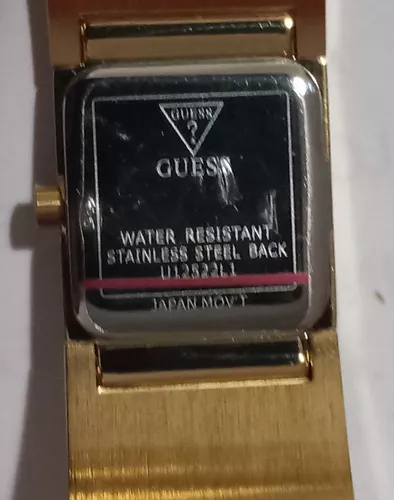 GUESS
?
GUESS
WATER RESISTANT
STAINLESS STEEL BACK
U12522L1
JAPAN MOV'T